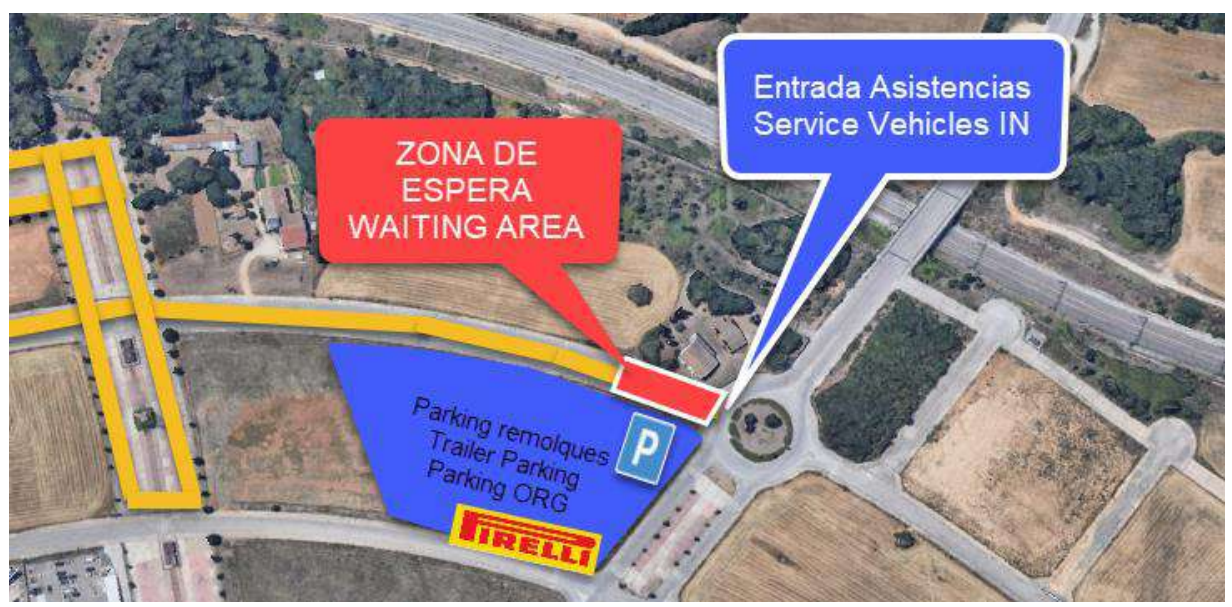 Entrada Asistencias
Service Vehicles IN
ZONA DE
ESPERA
WAITING AREA
Parking remolques
Trailer Parking
Parking ORG
P
PIRELLI